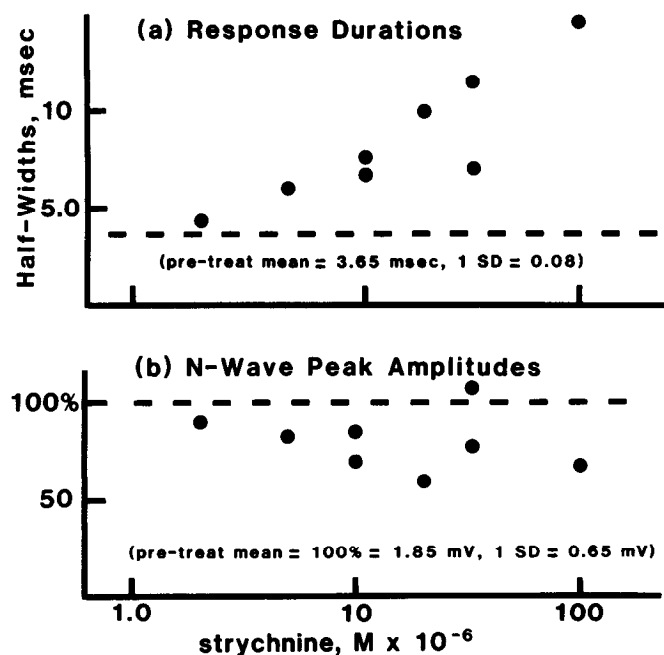 (a) Response Durations
Half-Widths, msec
10
5.0
(pre-treat mean = 3.65 msec, 1 SD = 0.08)
(b) N-Wave Peak Amplitudes
100%
50
(pre-treat mean = 100% = 1.85 mV, 1 SD = 0.65 mV)
1.0 10 100
strychnine, M x 10⁻⁶